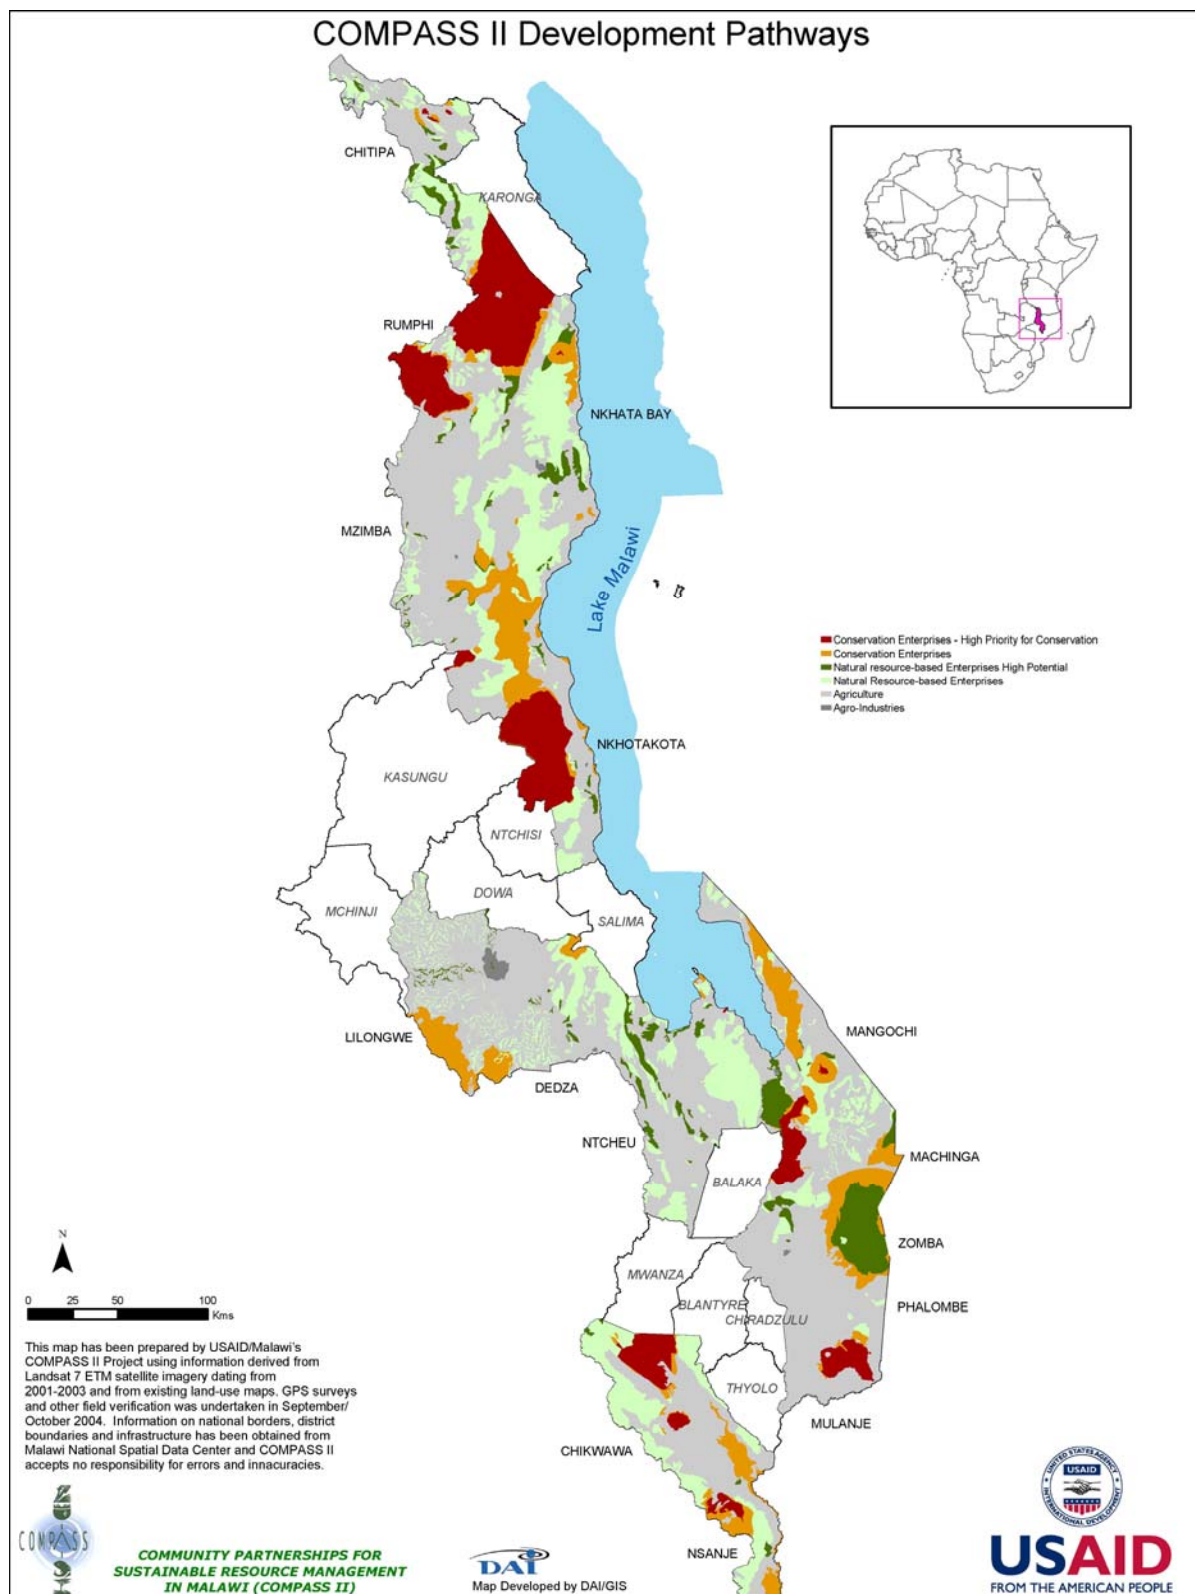 COMPASS II Development Pathways
CHITIPA
KARONGA
RUMPHI
NKHATA BAY
MZIMBA
Lake Malawi
Conservation Enterprises - High Priority for Conservation
Conservation Enterprises
Natural resource-based Enterprises High Potential
Natural Resource-based Enterprises
Agriculture
Agro-Industries
NKHOTAKOTA
KASUNGU
NTCHISI
DOWA
MCHINJI
SALIMA
LILONGWE
MANGOCHI
DEDZA
NTCHEU
MACHINGA
BALAKA
ZOMBA
MWANZA
BLANTYRE
PHALOMBE
CHIRADZULU
THYOLO
MULANJE
CHIKWAWA
NSANJE
N
0 25 50 100
Kms
This map has been prepared by USAID/Malawi's
COMPASS II Project using information derived from
Landsat 7 ETM satellite imagery dating from
2001-2003 and from existing land-use maps. GPS surveys
and other field verification was undertaken in September/
October 2004. Information on national borders, district
boundaries and infrastructure has been obtained from
Malawi National Spatial Data Center and COMPASS II
accepts no responsibility for errors and innacuracies.
COMPASS
COMMUNITY PARTNERSHIPS FOR
SUSTAINABLE RESOURCE MANAGEMENT
IN MALAWI (COMPASS II)
DAI
Map Developed by DAI/GIS
UNITED STATES AGENCY
USAID
INTERNATIONAL DEVELOPMENT
USAID
FROM THE AMERICAN PEOPLE